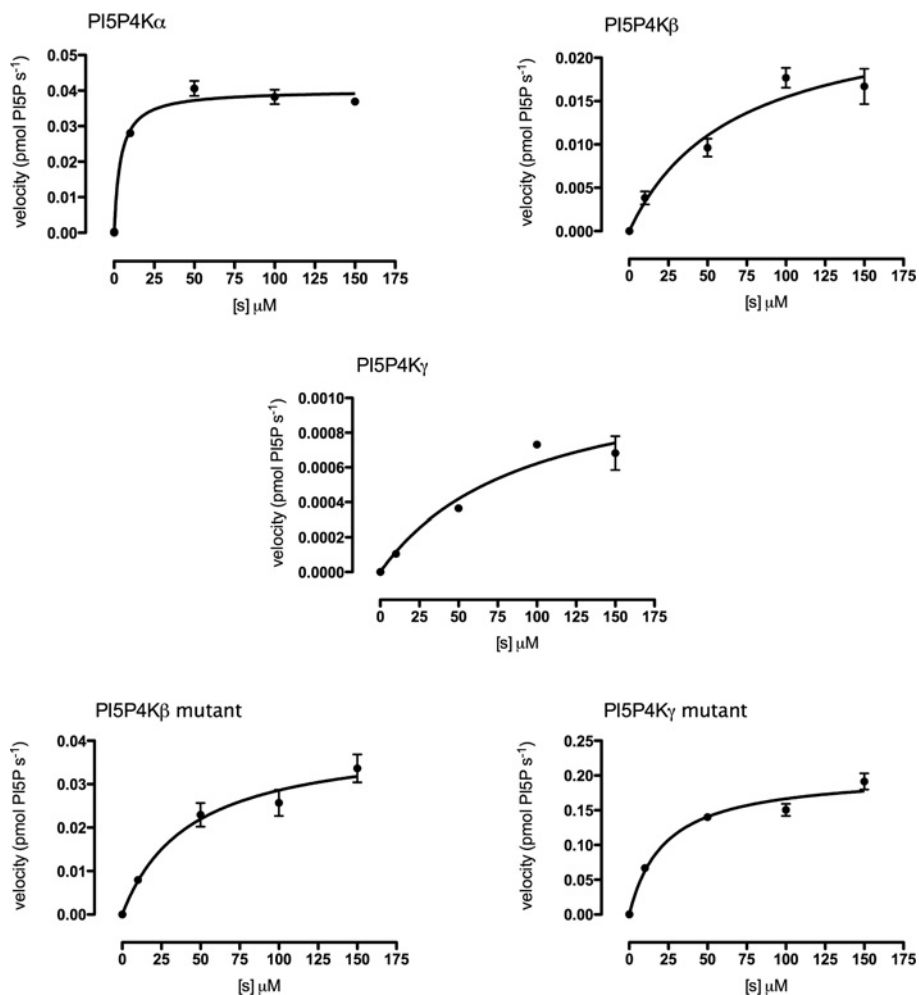 PI5P4Kα
velocity (pmol PI5P s⁻¹)
0.05
0.04
0.03
0.02
0.01
0.00
0 25 50 75 100 125 150 175
[s] μM
PI5P4Kβ
velocity (pmol PI5P s⁻¹)
0.020
0.015
0.010
0.005
0.000
0 25 50 75 100 125 150 175
[s] μM
PI5P4Kγ
velocity (pmol PI5P s⁻¹)
0.0010
0.0008
0.0006
0.0004
0.0002
0.0000
0 25 50 75 100 125 150 175
[s] μM
PI5P4Kβ mutant
velocity (pmol PI5P s⁻¹)
0.04
0.03
0.02
0.01
0.00
0 25 50 75 100 125 150 175
[s] μM
PI5P4Kγ mutant
velocity (pmol PI5P s⁻¹)
0.25
0.20
0.15
0.10
0.05
0.00
0 25 50 75 100 125 150 175
[s] μM